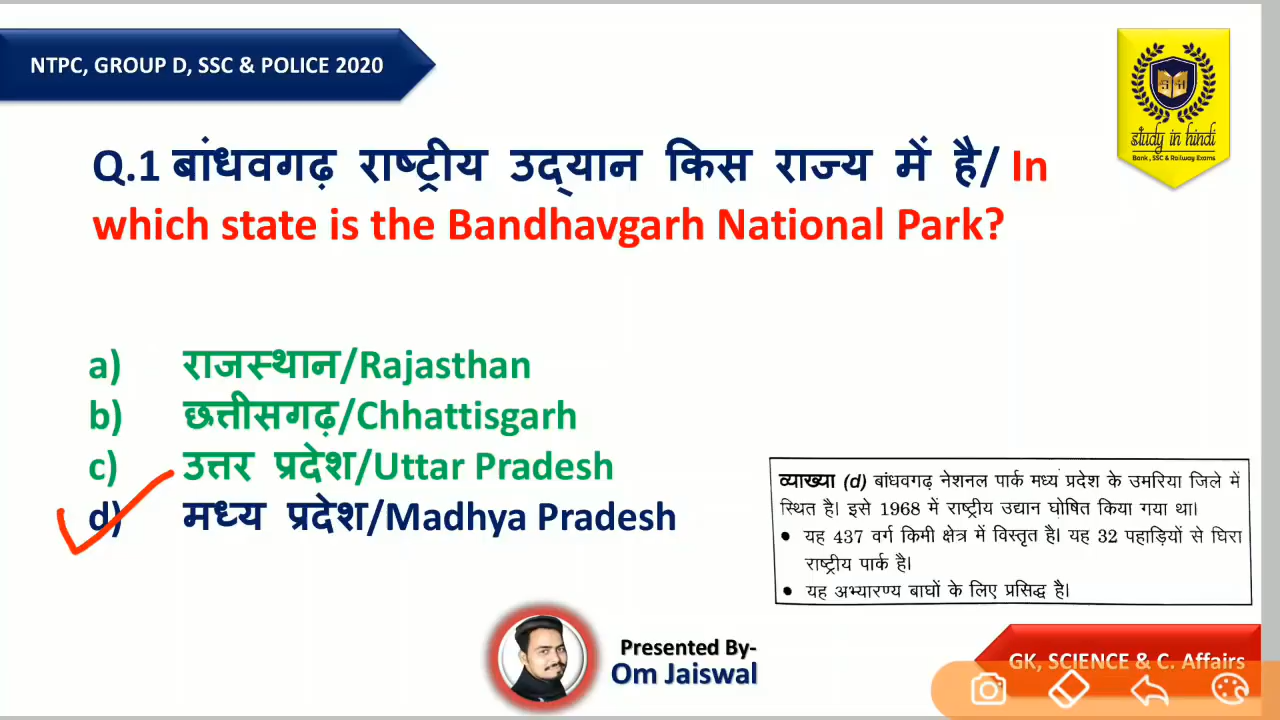 NTPC, GROUP D, SSC & POLICE 2020
SH
study in hindi
Bank, SSC & Railway Exams
Q.1 बांधवगढ़ राष्ट्रीय उद्यान किस राज्य में है/ In
which state is the Bandhavgarh National Park?
a) राजस्थान/Rajasthan
b) छत्तीसगढ़/Chhattisgarh
c) उत्तर प्रदेश/Uttar Pradesh
d) मध्य प्रदेश/Madhya Pradesh
व्याख्या (d) बांधवगढ़ नेशनल पार्क मध्य प्रदेश के उमरिया जिले में
स्थित है। इसे 1968 में राष्ट्रीय उद्यान घोषित किया गया था।
• यह 437 वर्ग किमी क्षेत्र में विस्तृत है। यह 32 पहाड़ियों से घिरा
राष्ट्रीय पार्क है।
• यह अभ्यारण्य बाघों के लिए प्रसिद्ध है।
Presented By-
Om Jaiswal
GK, SCIENCE & C. Affairs